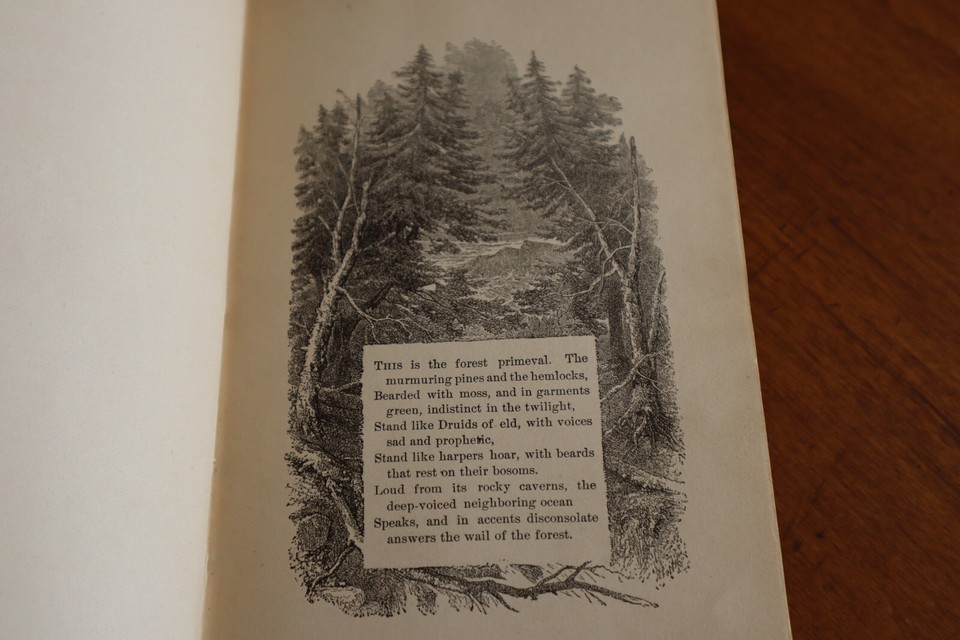 THIS is the forest primeval. The
murmuring pines and the hemlocks,
Bearded with moss, and in garments
green, indistinct in the twilight,
Stand like Druids of eld, with voices
sad and prophetic,
Stand like harpers hoar, with beards
that rest on their bosoms.
Loud from its rocky caverns, the
deep-voiced neighboring ocean
Speaks, and in accents disconsolate
answers the wail of the forest.